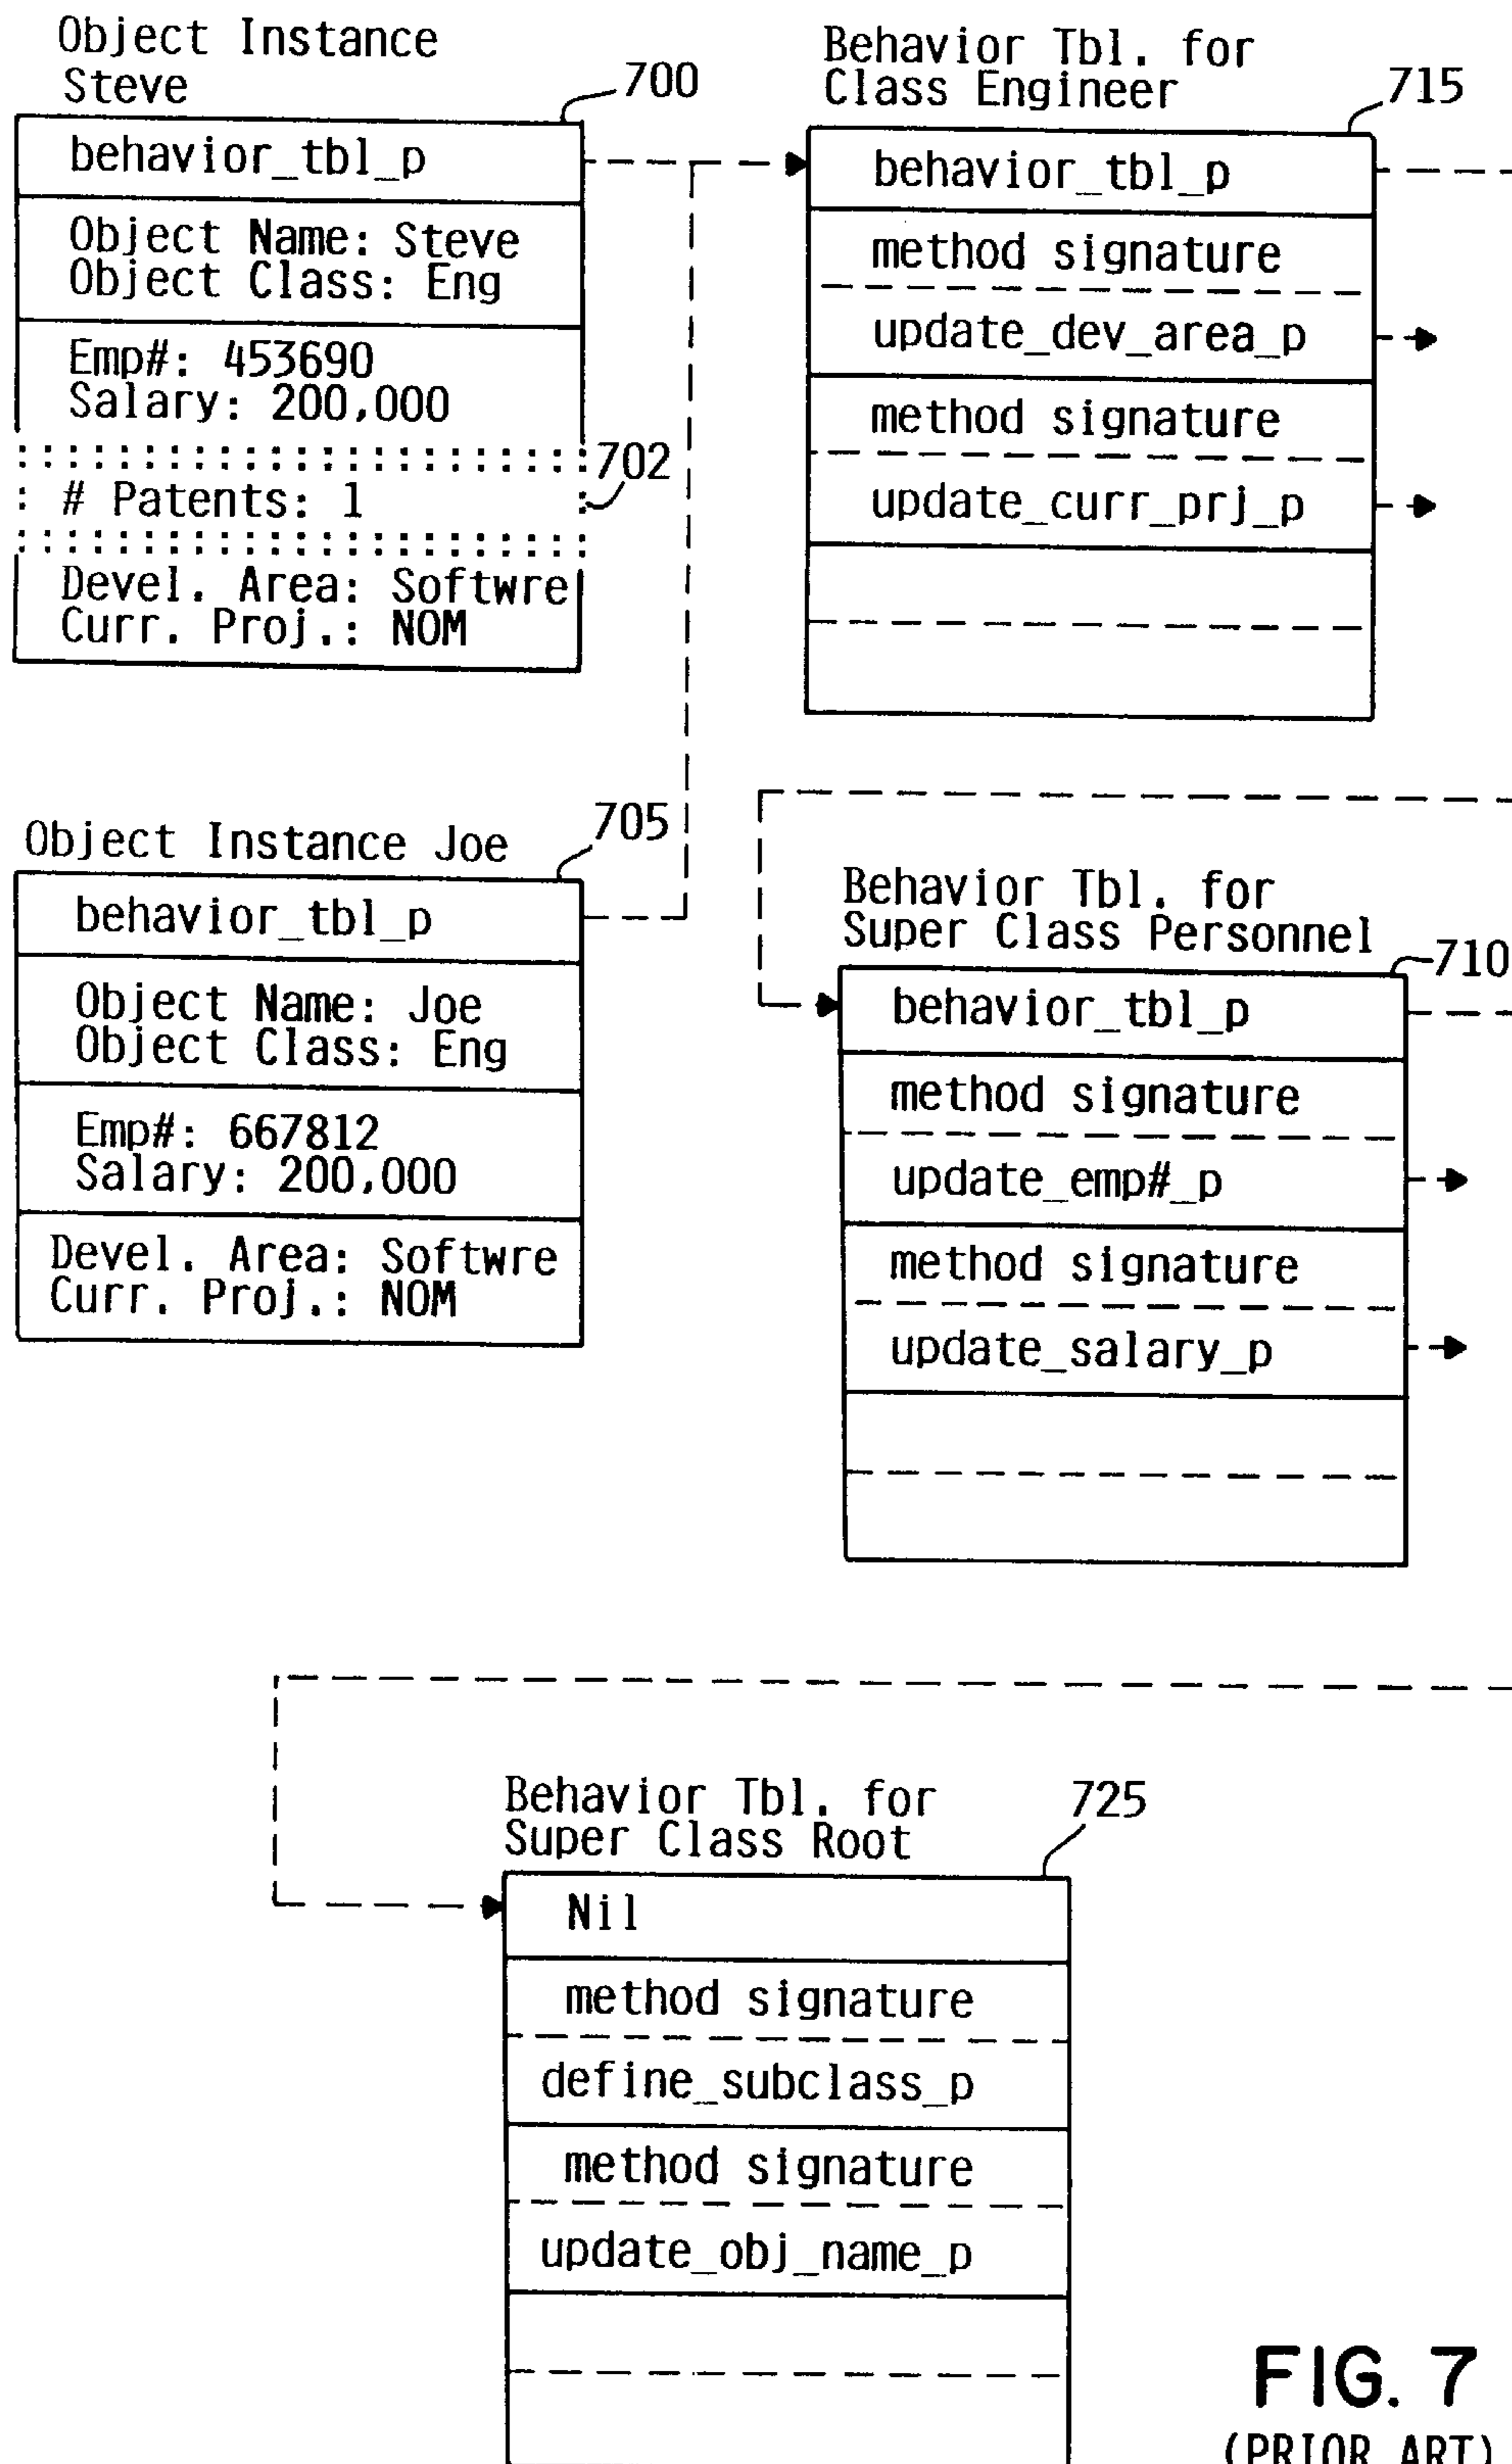 Object Instance
Steve
700
behavior_tbl_p
Object Name: Steve
Object Class: Eng
Emp#: 453690
Salary: 200,000
702
# Patents: 1
Devel. Area: Softwre
Curr. Proj.: NOM
Behavior Tbl. for
Class Engineer
715
behavior_tbl_p
method signature
update_dev_area_p
method signature
update_curr_prj_p
Object Instance Joe
705
behavior_tbl_p
Object Name: Joe
Object Class: Eng
Emp#: 667812
Salary: 200,000
Devel. Area: Softwre
Curr. Proj.: NOM
Behavior Tbl. for
Super Class Personnel
710
behavior_tbl_p
method signature
update_emp#_p
method signature
update_salary_p
Behavior Tbl. for
Super Class Root
725
Nil
method signature
define_subclass_p
method signature
update_obj_name_p
FIG. 7
(PRIOR ART)